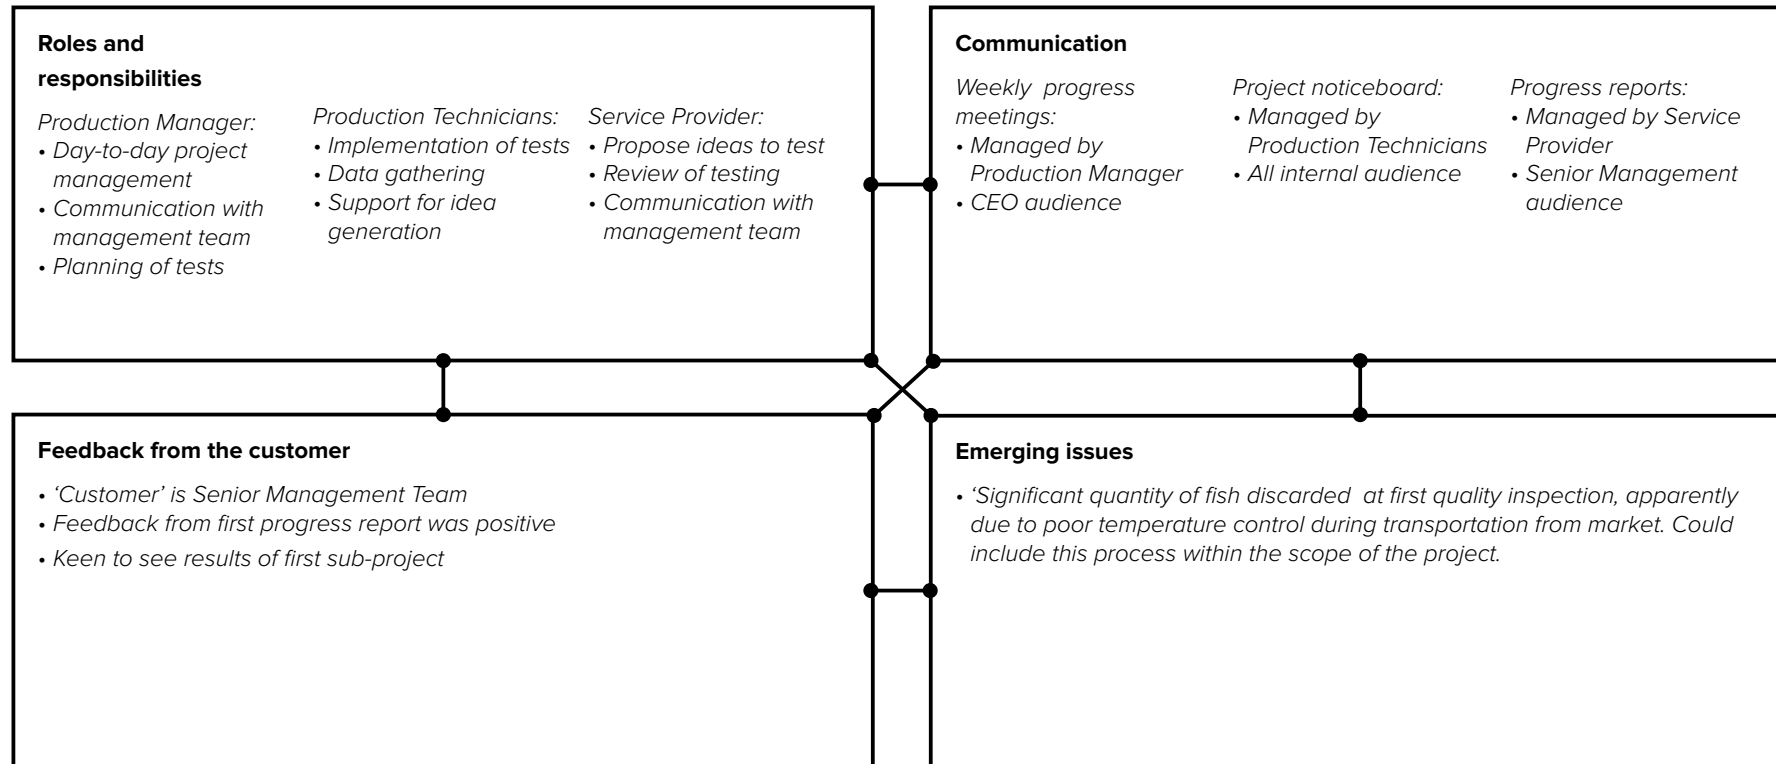 Roles and
responsibilities
Production Manager:
• Day-to-day project
management
• Communication with
management team
• Planning of tests
Production Technicians:
• Implementation of tests
• Data gathering
• Support for idea
generation
Service Provider:
• Propose ideas to test
• Review of testing
• Communication with
management team
Communication
Weekly  progress
meetings:
• Managed by
Production Manager
• CEO audience
Project noticeboard:
• Managed by
Production Technicians
• All internal audience
Progress reports:
• Managed by Service
Provider
• Senior Management
audience
Feedback from the customer
• ‘Customer’ is Senior Management Team
• Feedback from first progress report was positive
• Keen to see results of first sub-project
Emerging issues
• ‘Significant quantity of fish discarded  at first quality inspection, apparently
due to poor temperature control during transportation from market. Could
include this process within the scope of the project.